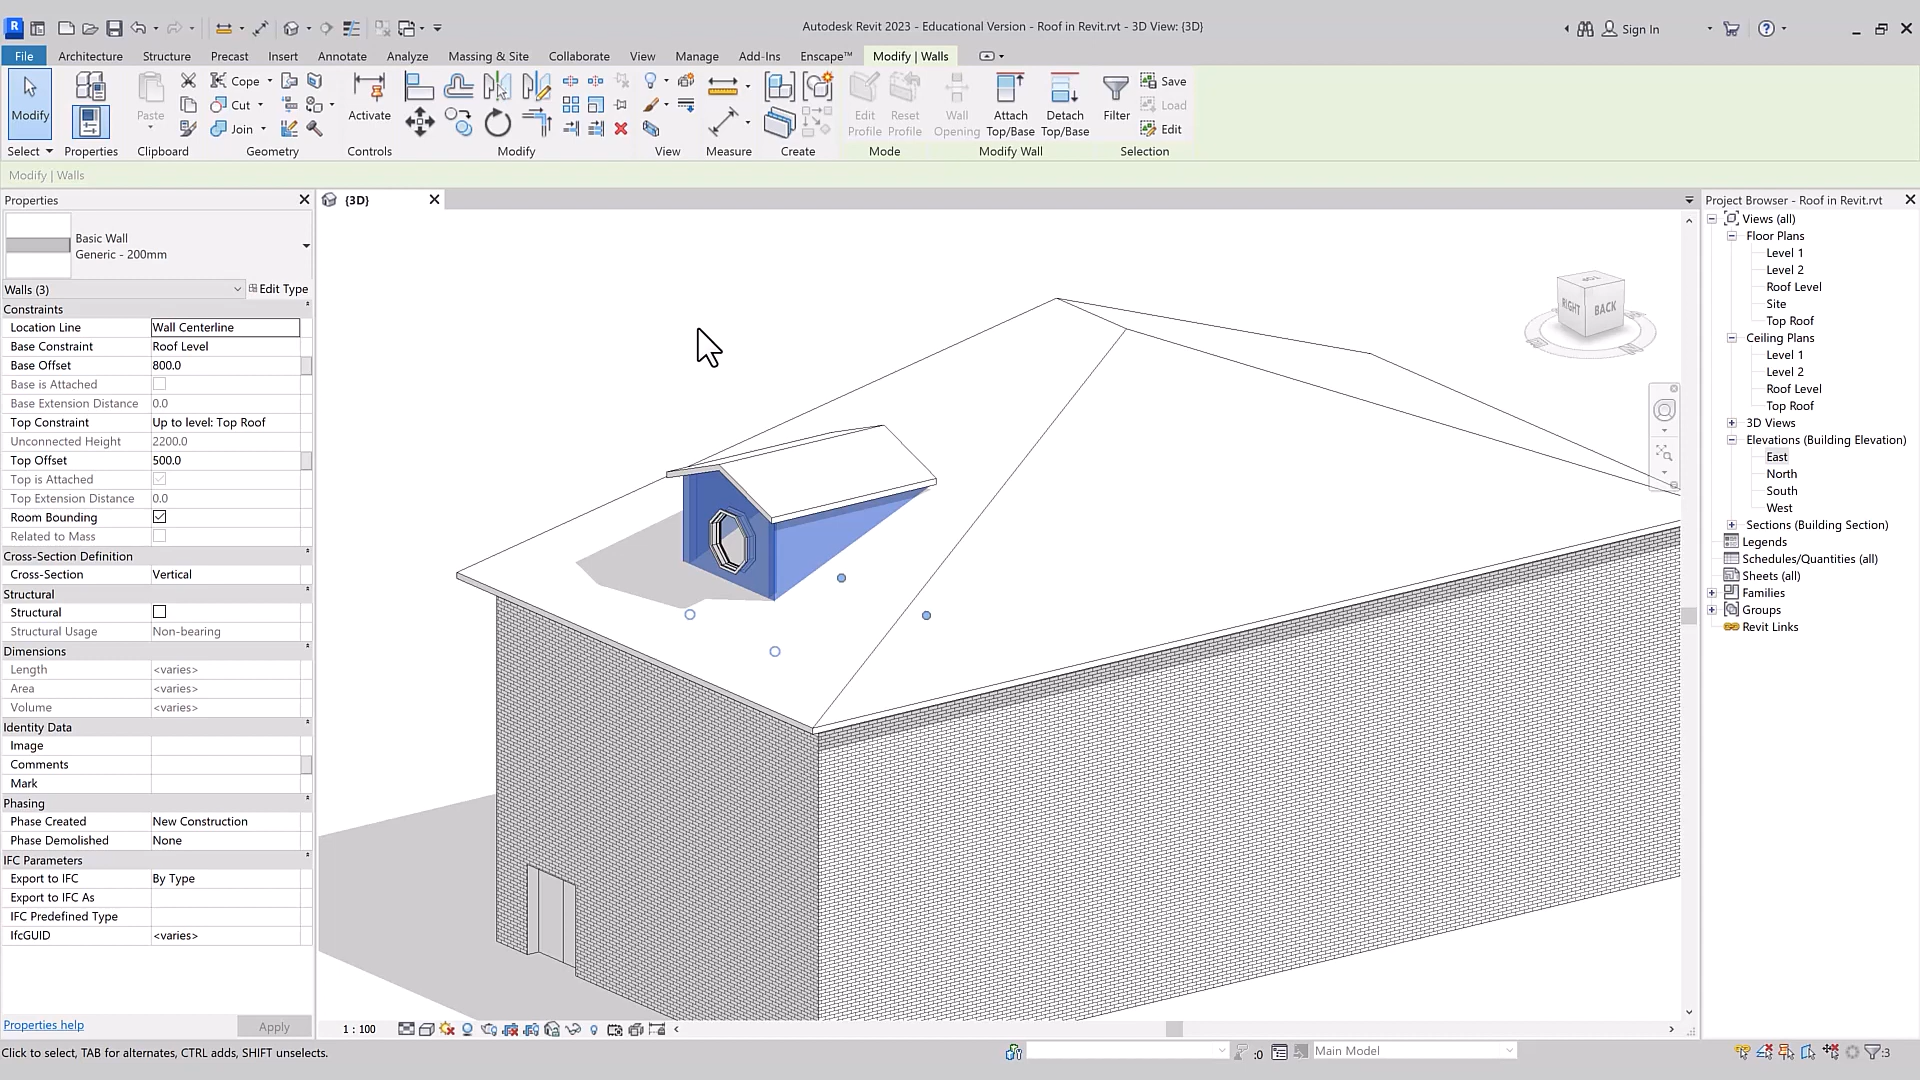 Autodesk Revit 2023 - Educational Version - Roof in Revit.rvt - 3D View: {3D}
Sign In
File Architecture Structure Precast Insert Annotate Analyze Massing & Site Collaborate View Manage Add-Ins Enscape™ Modify | Walls
Modify
Paste
Cope
Cut
Join
Activate
Edit Profile
Reset Profile
Wall Opening
Attach Top/Base
Detach Top/Base
Filter
Save
Load
Edit
Select Properties Clipboard Geometry Controls Modify View Measure Create Mode Modify Wall Selection
Modify | Walls
Properties
Basic Wall
Generic - 200mm
Walls (3)
Edit Type
Constraints
Location Line Wall Centerline
Base Constraint Roof Level
Base Offset 800.0
Base is Attached
Base Extension Distance 0.0
Top Constraint Up to level: Top Roof
Unconnected Height 2200.0
Top Offset 500.0
Top is Attached
Top Extension Distance 0.0
Room Bounding
Related to Mass
Cross-Section Definition
Cross-Section Vertical
Structural
Structural
Structural Usage Non-bearing
Dimensions
Length <varies>
Area <varies>
Volume <varies>
Identity Data
Image
Comments
Mark
Phasing
Phase Created New Construction
Phase Demolished None
IFC Parameters
Export to IFC By Type
Export to IFC As
IFC Predefined Type
IfcGUID <varies>
Properties help
Apply
{3D}
TOP
RIGHT
BACK
1 : 100
Project Browser - Roof in Revit.rvt
Views (all)
Floor Plans
Level 1
Level 2
Roof Level
Site
Top Roof
Ceiling Plans
Level 1
Level 2
Roof Level
Top Roof
3D Views
Elevations (Building Elevation)
East
North
South
West
Sections (Building Section)
Legends
Schedules/Quantities (all)
Sheets (all)
Families
Groups
Revit Links
Click to select, TAB for alternates, CTRL adds, SHIFT unselects.
:0
Main Model
:3